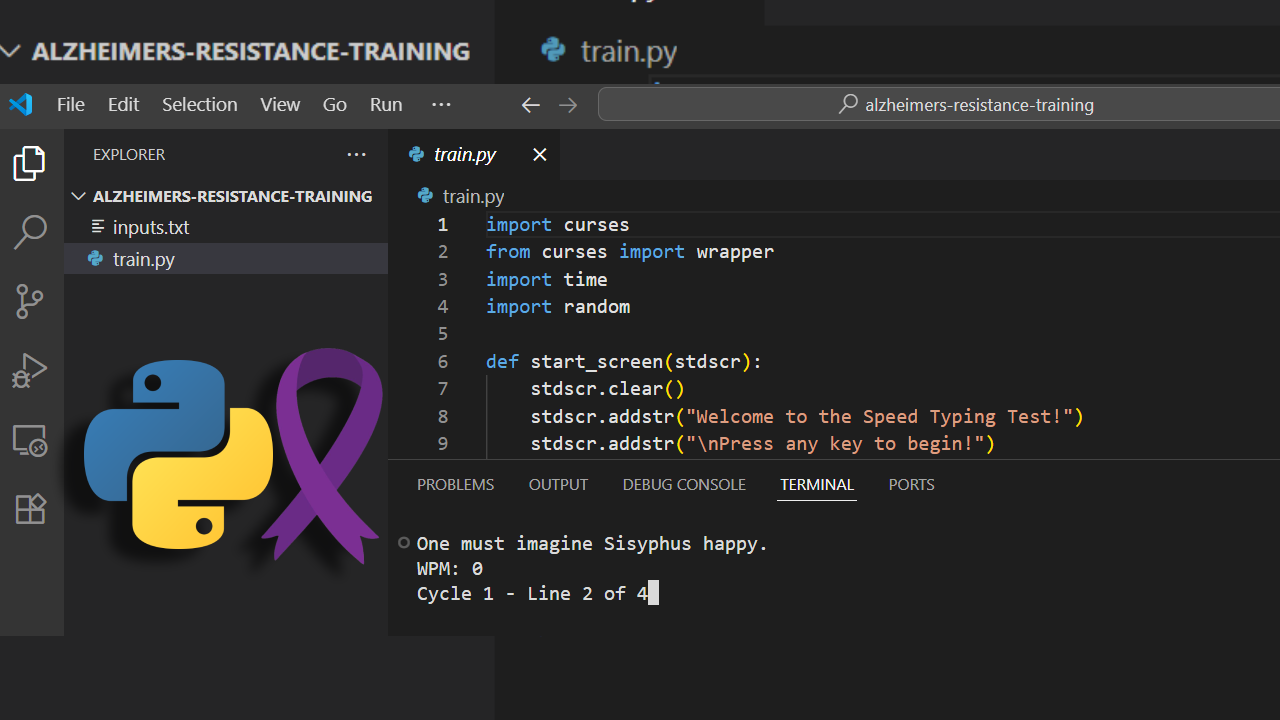 ALZHEIMERS-RESISTANCE-TRAINING
train.py
File Edit Selection View Go Run ...
alzheimers-resistance-training
EXPLORER ...
train.py
ALZHEIMERS-RESISTANCE-TRAINING
train.py
inputs.txt
train.py
1 import curses
2 from curses import wrapper
3 import time
4 import random
5
6 def start_screen(stdscr):
7 stdscr.clear()
8 stdscr.addstr("Welcome to the Speed Typing Test!")
9 stdscr.addstr("\nPress any key to begin!")
PROBLEMS OUTPUT DEBUG CONSOLE TERMINAL PORTS
One must imagine Sisyphus happy.
WPM: 0
Cycle 1 - Line 2 of 4